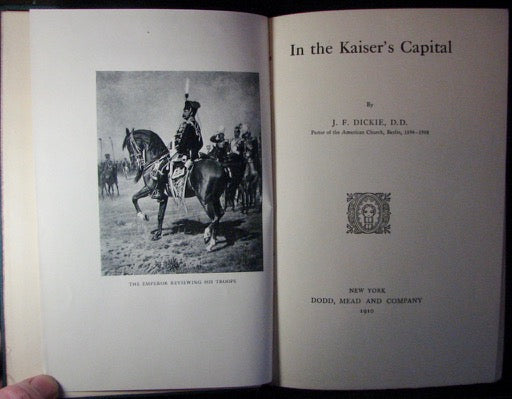 THE EMPEROR REVIEWING HIS TROOPS
In the Kaiser's Capital
By
J. F. DICKIE, D.D.
Pastor of the American Church, Berlin, 1894-1908
NEW YORK
DODD, MEAD AND COMPANY
1910